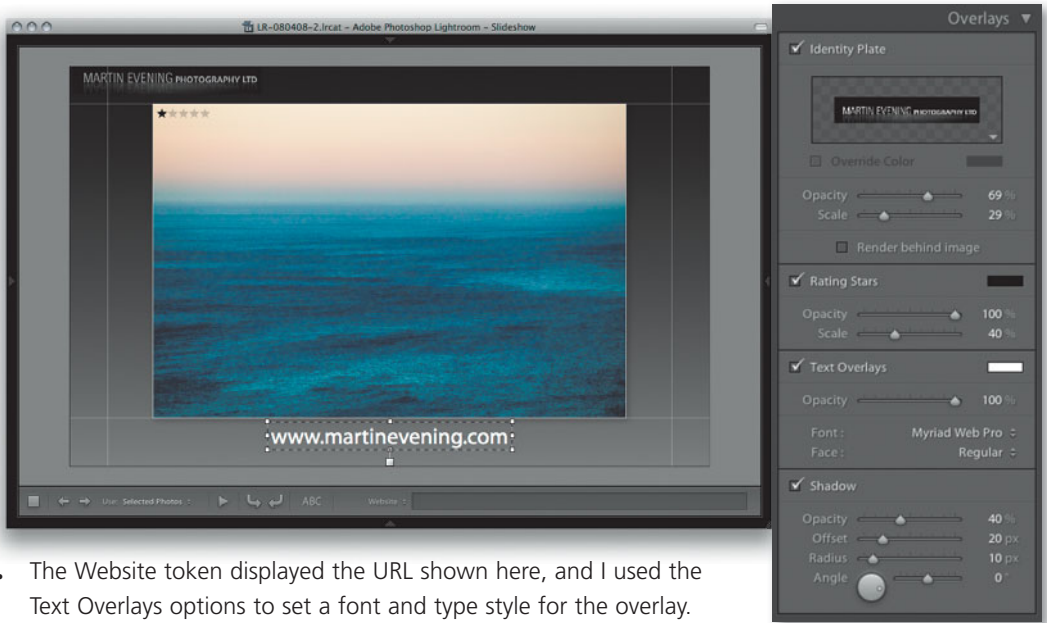 LR-080408-2.lrcat – Adobe Photoshop Lightroom – Slideshow
MARTIN EVENING PHOTOGRAPHY LTD
www.martinevening.com
Use: Selected Photos
ABC
Website
Overlays
Identity Plate
MARTIN EVENING PHOTOGRAPHY LTD
Override Color
Opacity 69 %
Scale 29 %
Render behind image
Rating Stars
Opacity 100 %
Scale 40 %
Text Overlays
Opacity 100 %
Font: Myriad Web Pro
Face: Regular
Shadow
Opacity 40 %
Offset 20 px
Radius 10 px
Angle 0 °
The Website token displayed the URL shown here, and I used the
Text Overlays options to set a font and type style for the overlay.